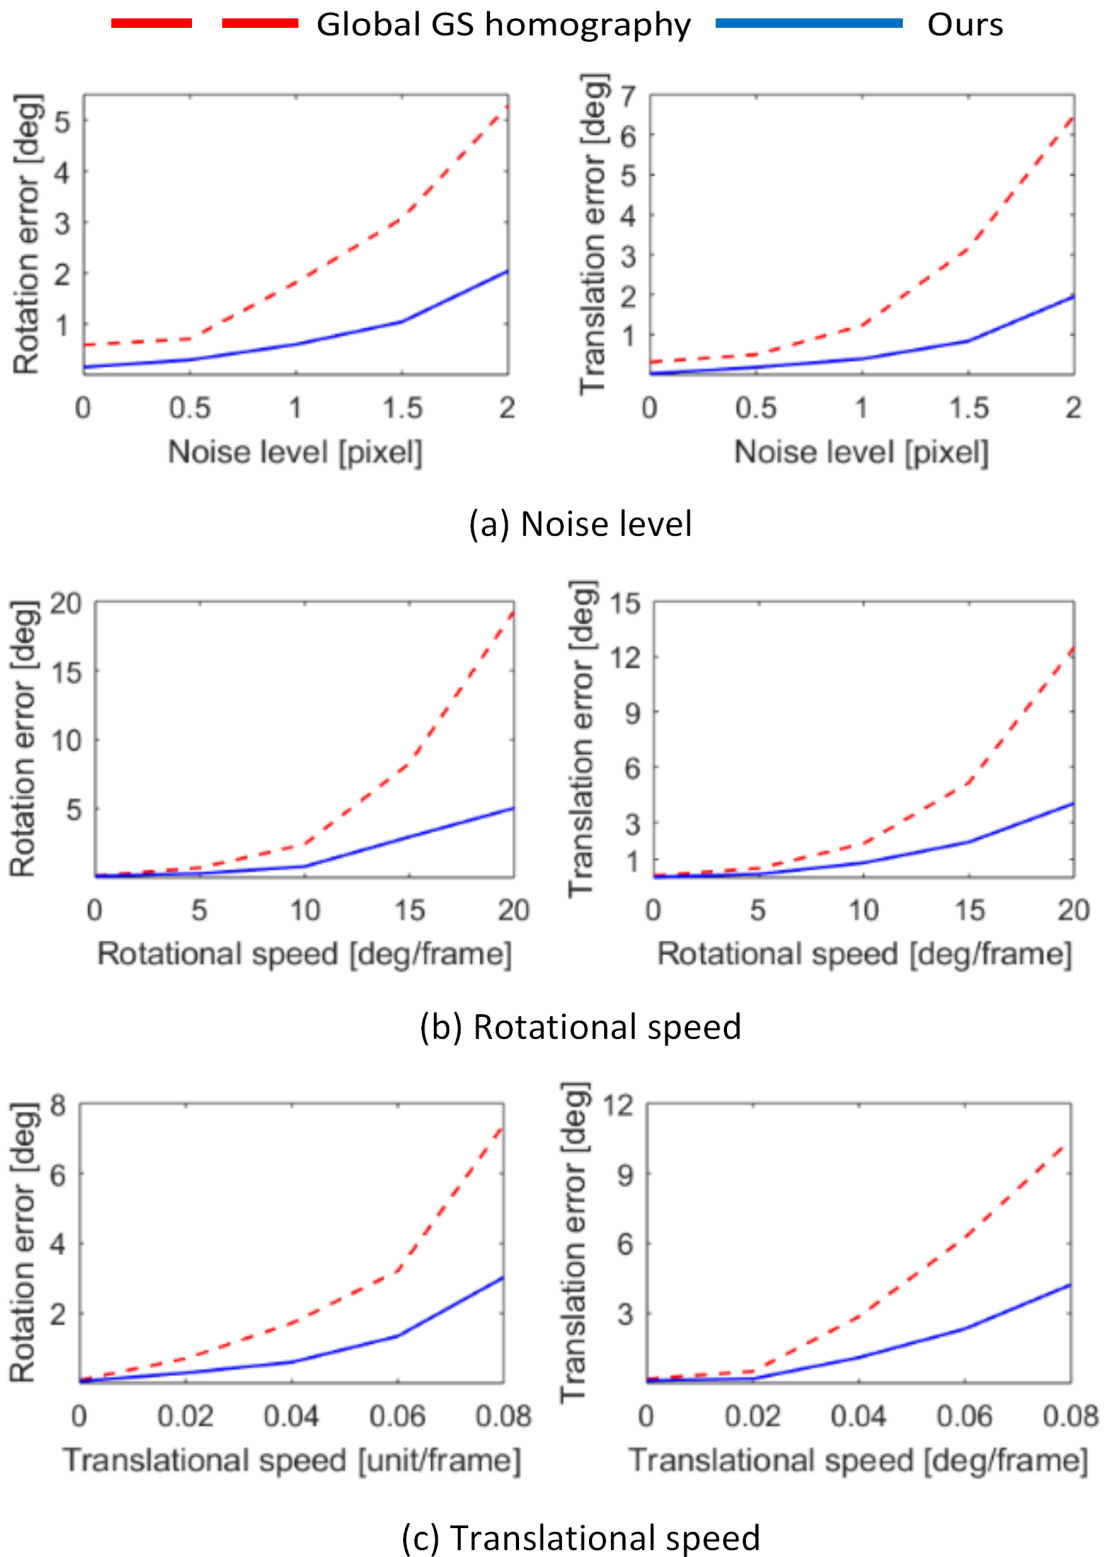 Global GS homography Ours
Rotation error [deg]
5
4
3
2
1
0 0.5 1 1.5 2
Noise level [pixel]
Translation error [deg]
7
6
5
4
3
2
1
0 0.5 1 1.5 2
Noise level [pixel]
(a) Noise level
Rotation error [deg]
20
15
10
5
0 5 10 15 20
Rotational speed [deg/frame]
Translation error [deg]
15
12
9
6
3
1
0 5 10 15 20
Rotational speed [deg/frame]
(b) Rotational speed
Rotation error [deg]
8
6
4
2
0 0.02 0.04 0.06 0.08
Translational speed [unit/frame]
Translation error [deg]
12
9
6
3
0 0.02 0.04 0.06 0.08
Translational speed [deg/frame]
(c) Translational speed